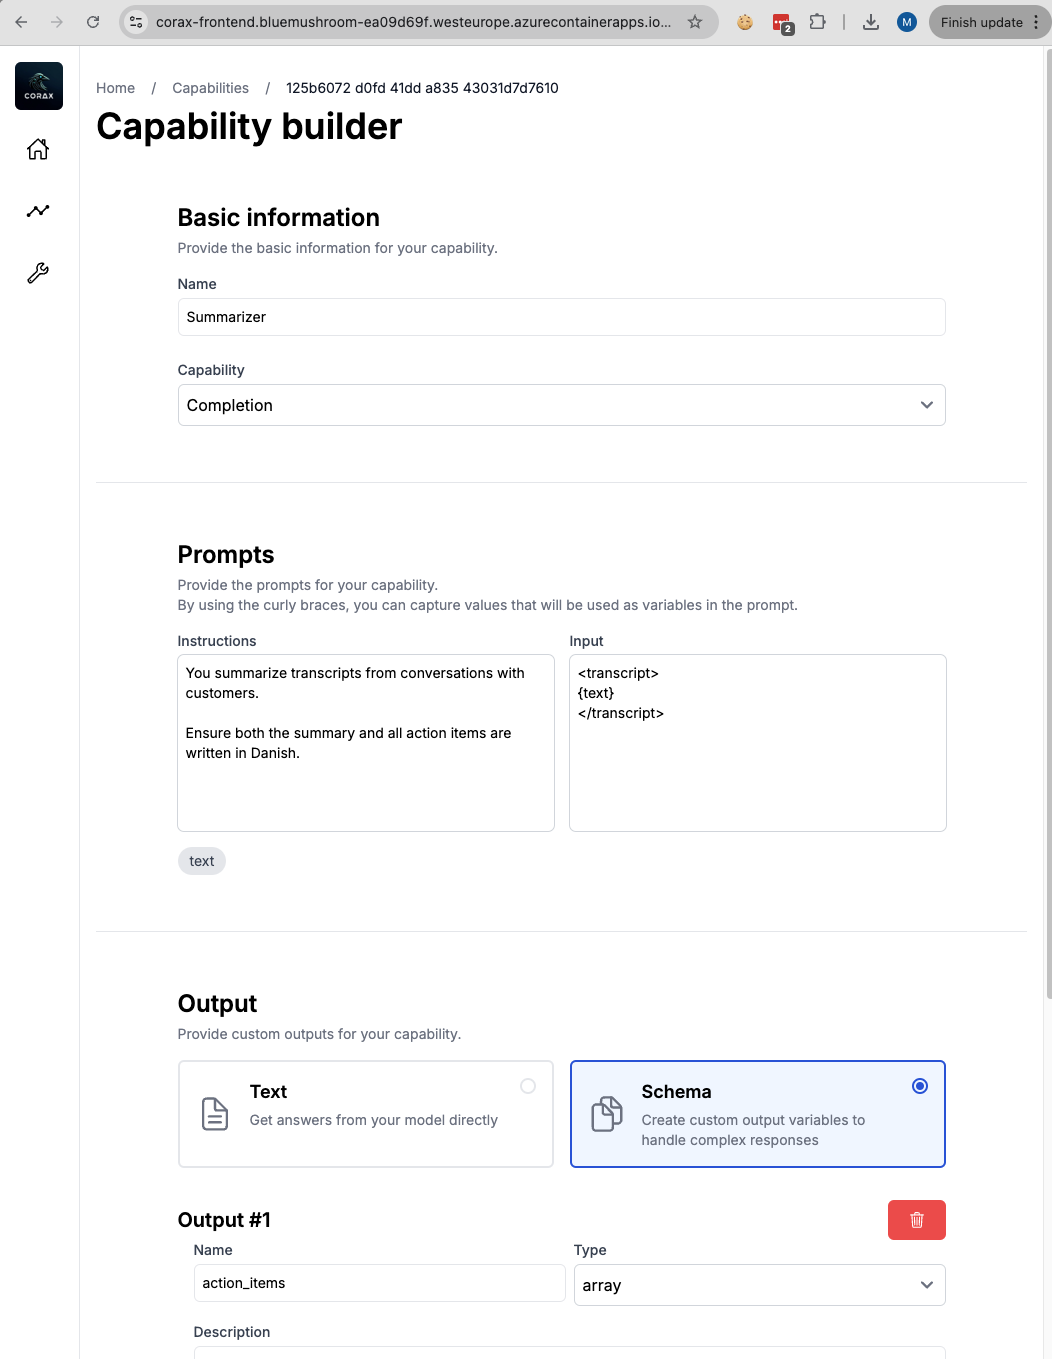 corax-frontend.bluemushroom-ea09d69f.westeurope.azurecontainerapps.io...
2
M
Finish update
CORAX
Home / Capabilities / 125b6072 d0fd 41dd a835 43031d7d7610
Capability builder
Basic information
Provide the basic information for your capability.
Name
Summarizer
Capability
Completion
Prompts
Provide the prompts for your capability.
By using the curly braces, you can capture values that will be used as variables in the prompt.
Instructions
You summarize transcripts from conversations with
customers.
Ensure both the summary and all action items are
written in Danish.
Input
<transcript>
{text}
</transcript>
text
Output
Provide custom outputs for your capability.
Text
Get answers from your model directly
Schema
Create custom output variables to
handle complex responses
Output #1
Name
action_items
Type
array
Description